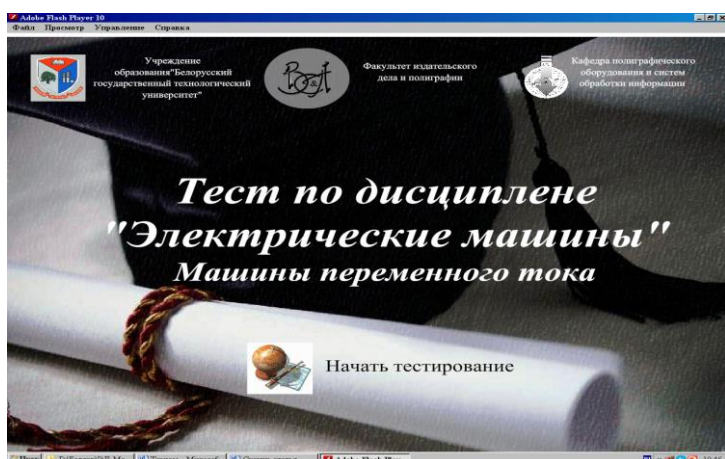 Adobe Flash Player 10
Файл Просмотр Управление Справка
Учреждение
образования"Белорусский
государственный технологический
университет"
Факультет издательского
дела и полиграфии
Кафедра полиграфического
оборудования и систем
обработки информации
Тест по дисциплене
"Электрические машины"
Машины переменного тока
Начать тестирование